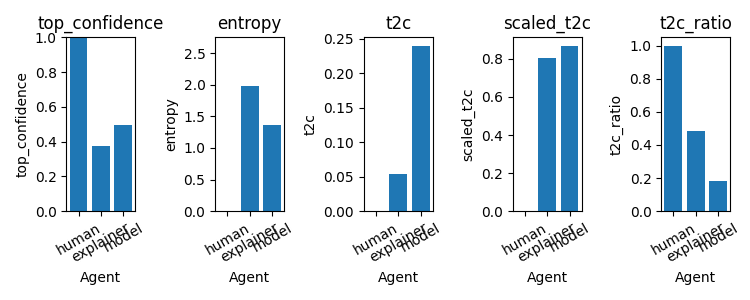 top_confidence
top_confidence
1.0
0.8
0.6
0.4
0.2
0.0
human
explainer
model
Agent
entropy
entropy
2.5
2.0
1.5
1.0
0.5
0.0
human
explainer
model
Agent
t2c
t2c
0.25
0.20
0.15
0.10
0.05
0.00
human
explainer
model
Agent
scaled_t2c
scaled_t2c
0.8
0.6
0.4
0.2
0.0
human
explainer
model
Agent
t2c_ratio
t2c_ratio
1.0
0.8
0.6
0.4
0.2
0.0
human
explainer
model
Agent